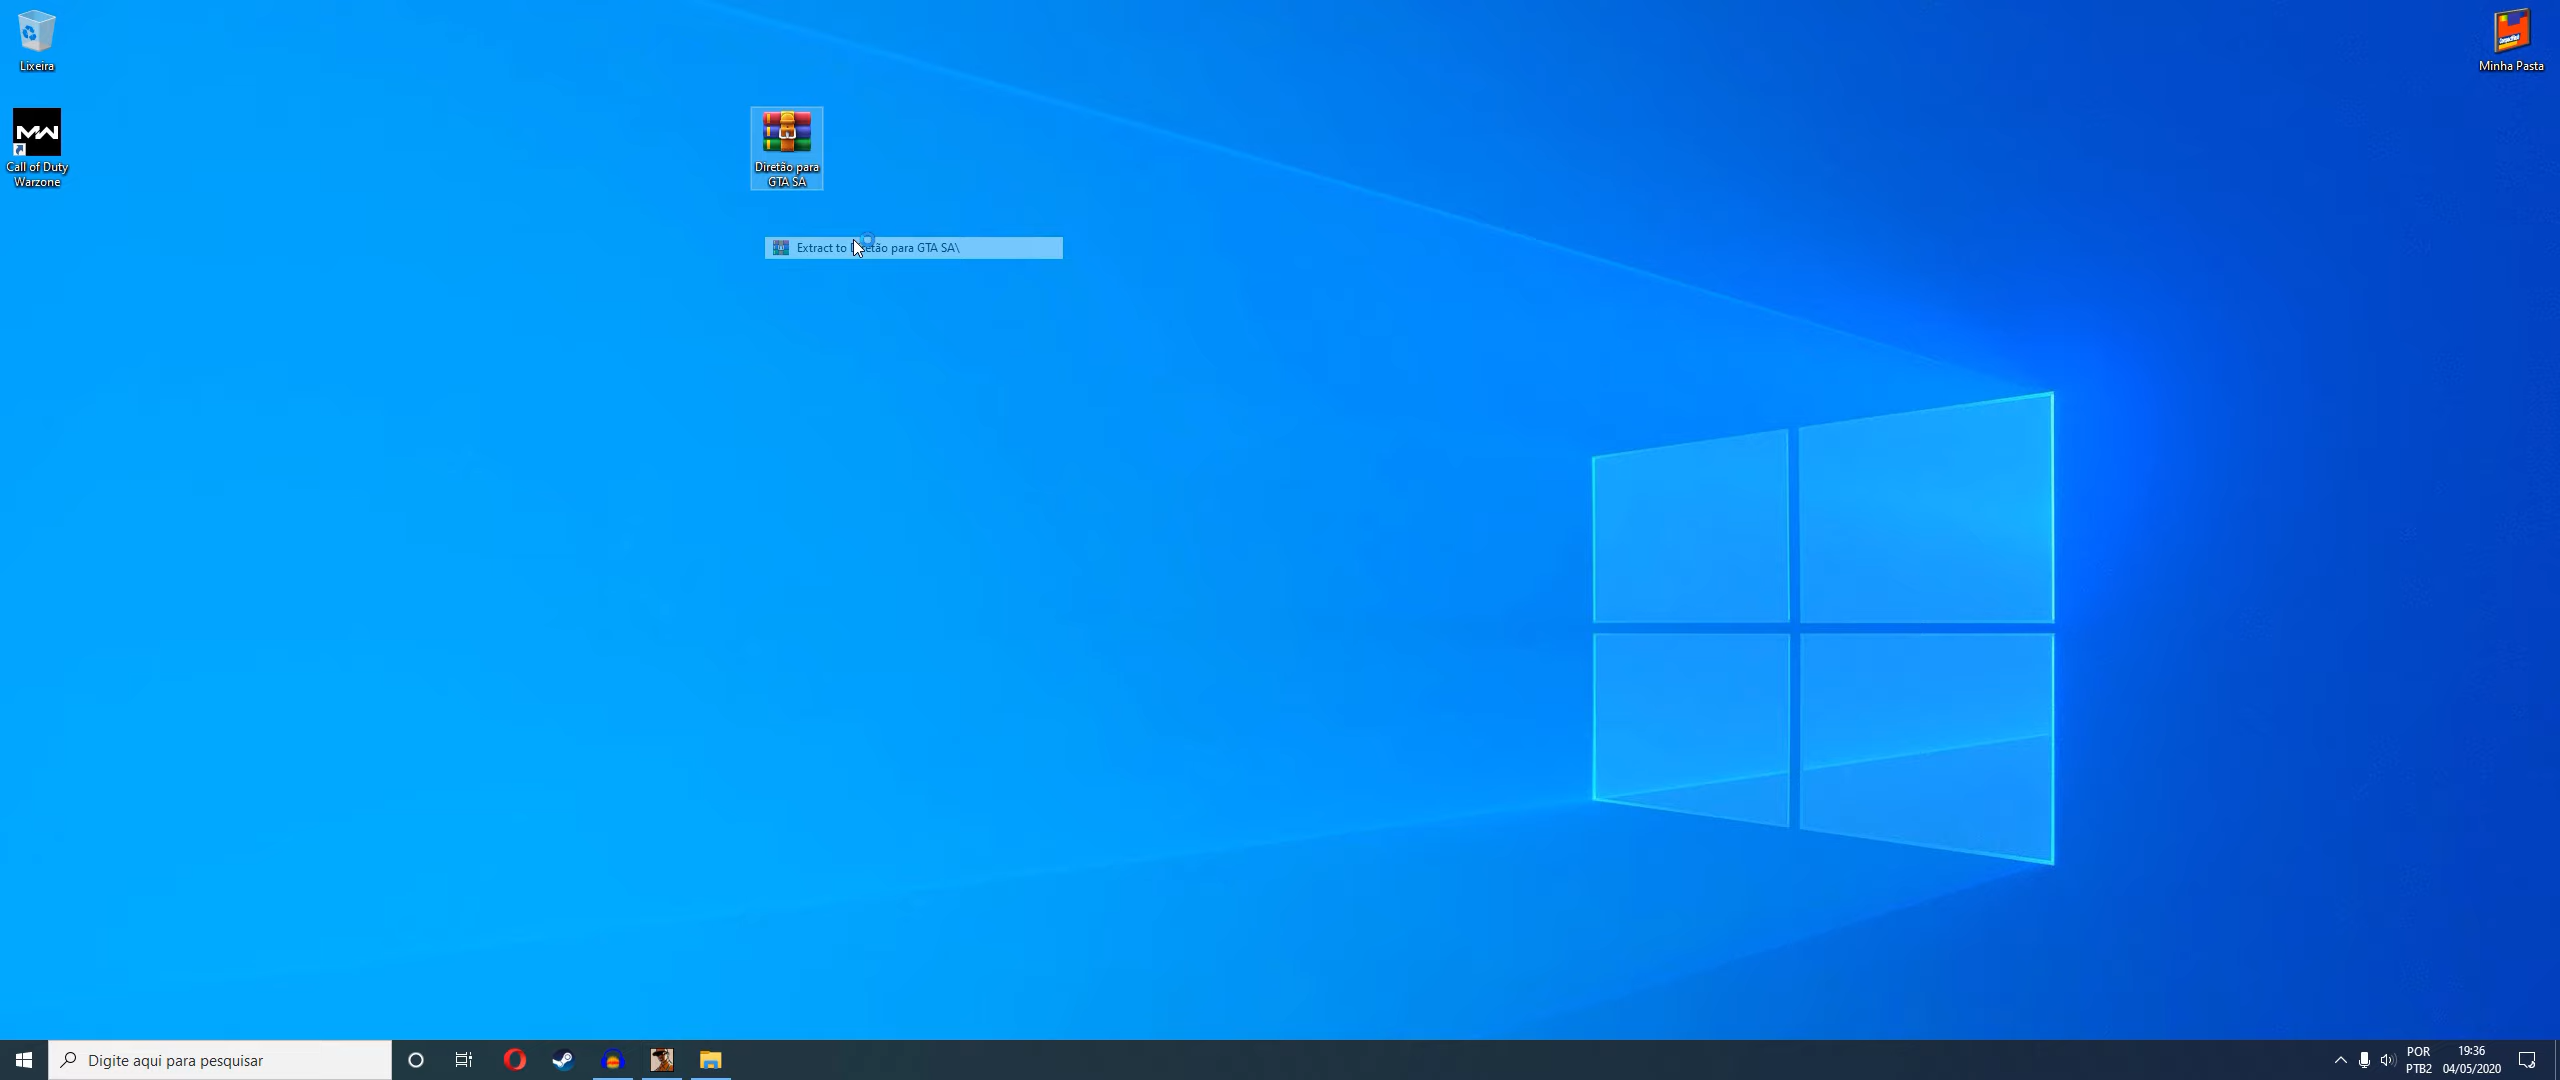 Lixeira
Minha Pasta
Call of Duty
Warzone
Diretão para
GTA SA
Extract to Diretão para GTA SA\
Digite aqui para pesquisar
POR
PTB2
19:36
04/05/2020